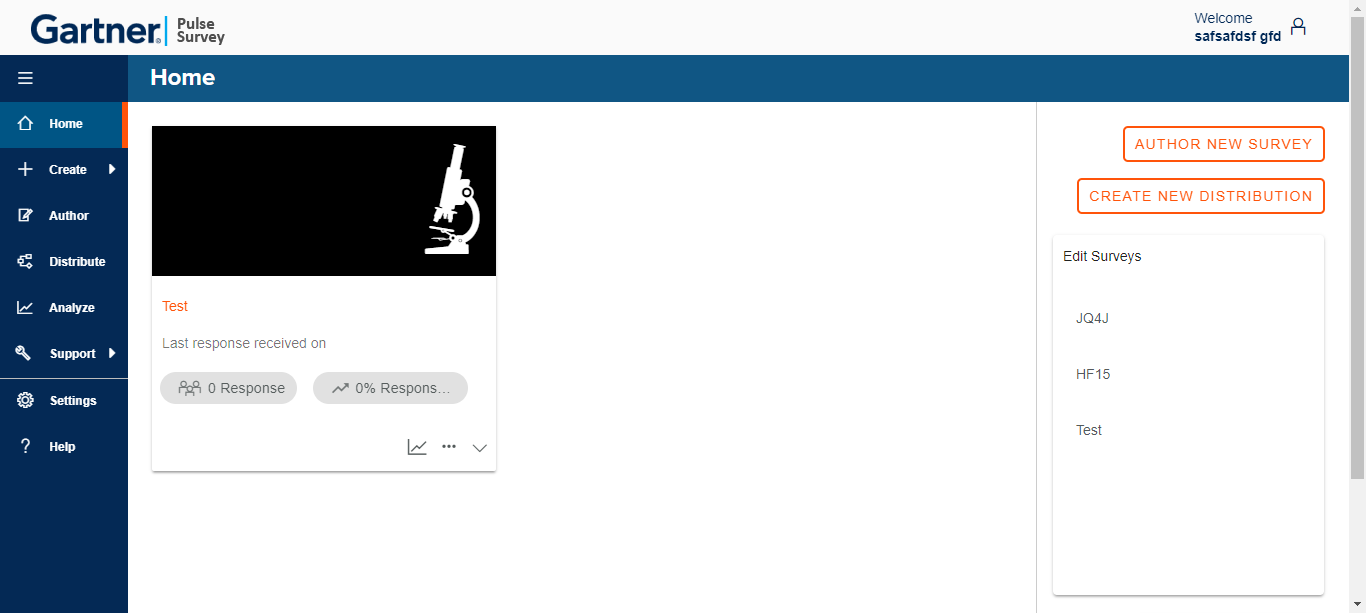 Gartner®
Pulse
Survey
Welcome
safsafdsf gfd
Home
Home
Create
Author
Distribute
Analyze
Support
Settings
? Help
Test
Last response received on
0 Response
0% Respons...
AUTHOR NEW SURVEY
CREATE NEW DISTRIBUTION
Edit Surveys
JQ4J
HF15
Test